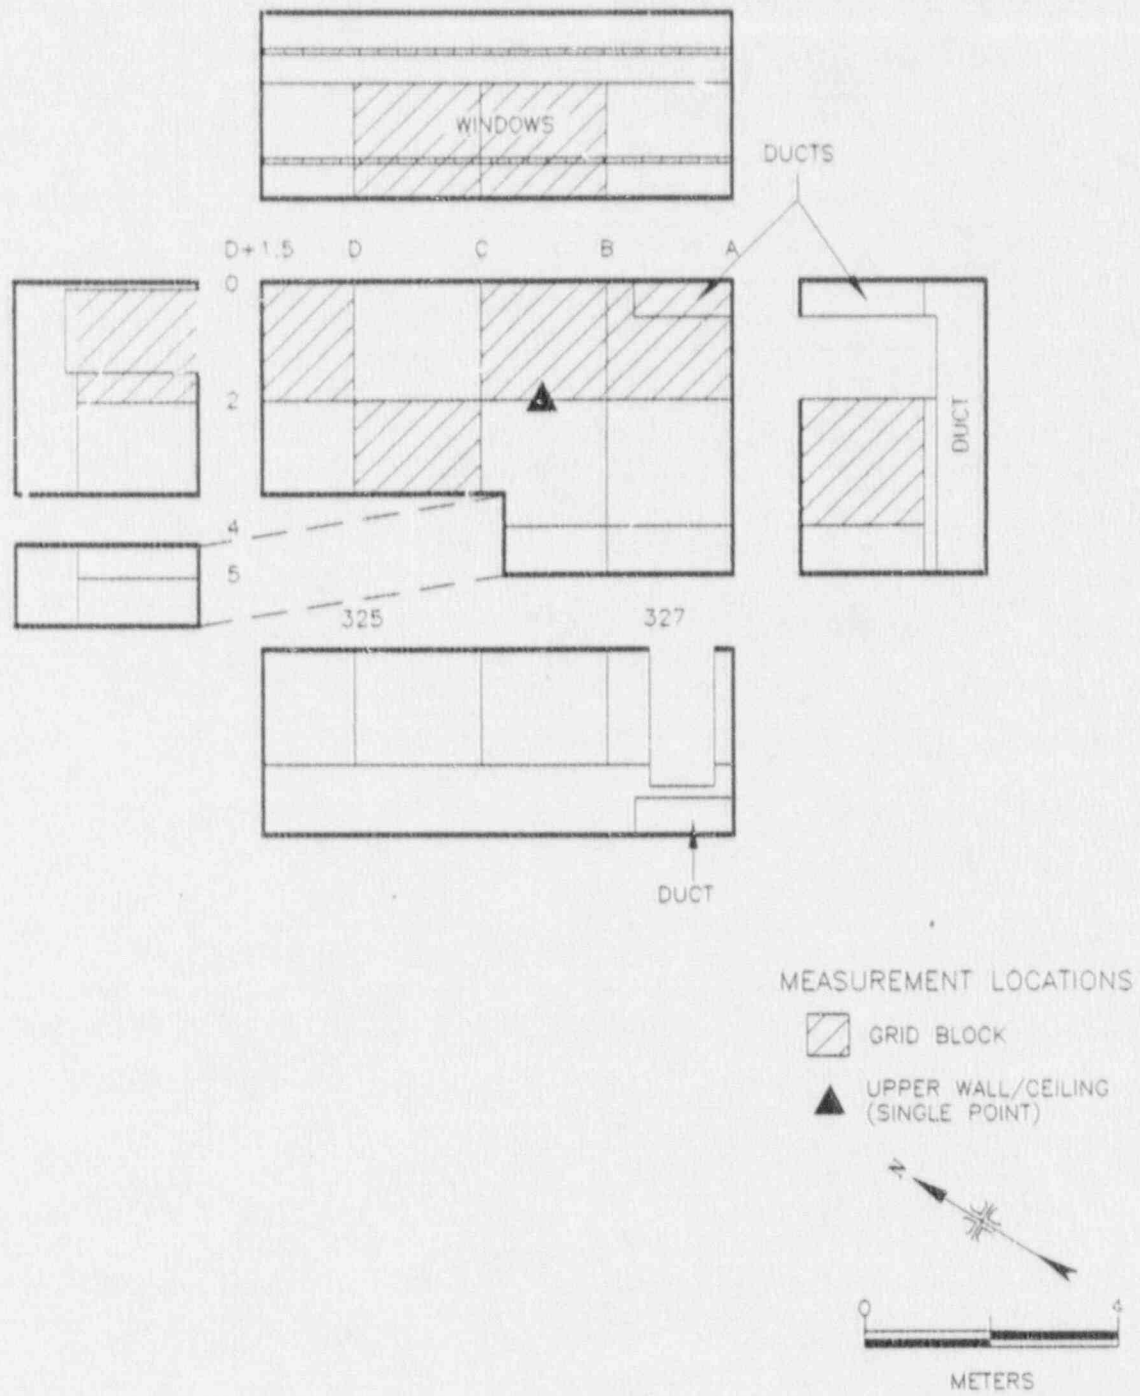 WINDOWS
DUCTS
D+1.5 D C B A
0
2
DUCT
4
5
325 327
DUCT
MEASUREMENT LOCATIONS
GRID BLOCK
UPPER WALL/CEILING
(SINGLE POINT)
N
0 4
METERS